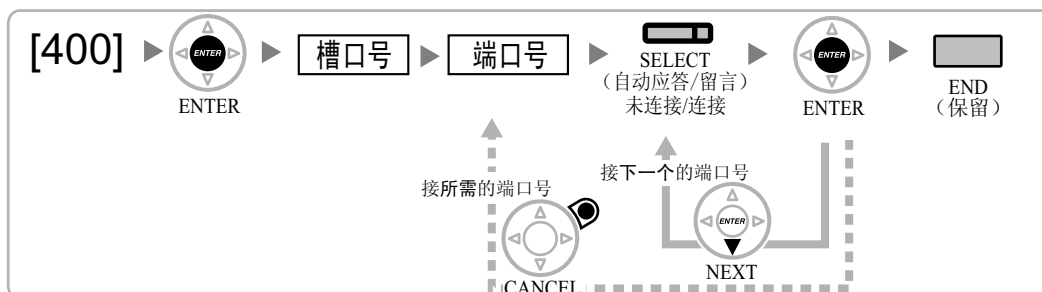 [400]
ENTER
ENTER
槽口号
端口号
SELECT
（自动应答/留言）
未连接/连接
ENTER
ENTER
END
（保留）
接所需的端口号
CANCEL
接下一个的端口号
ENTER
NEXT